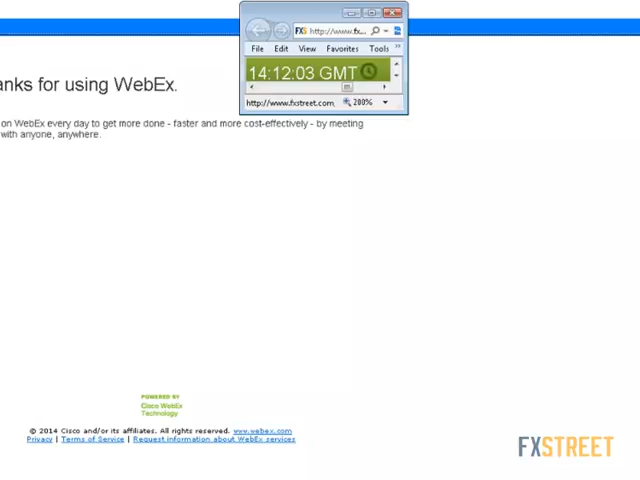 FXS http://www.fx...
File Edit View Favorites Tools »
14:12:03 GMT
http://www.fxstreet.com, 200%
anks for using WebEx.
on WebEx every day to get more done - faster and more cost-effectively - by meeting
with anyone, anywhere.
POWERED BY
Cisco WebEx
Technology
© 2014 Cisco and/or its affiliates. All rights reserved. www.webex.com
Privacy | Terms of Service | Request information about WebEx services
FXSTREET